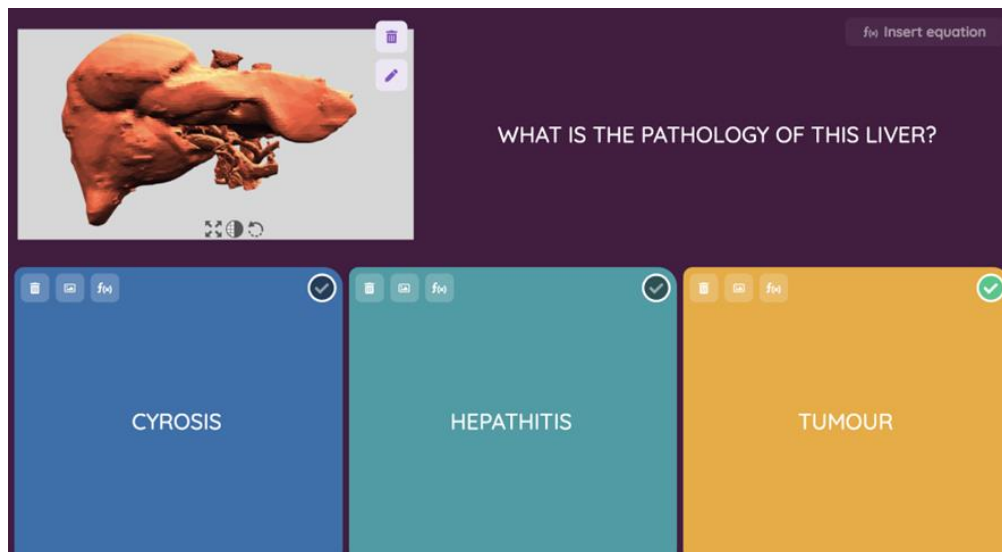 f(x) Insert equation
WHAT IS THE PATHOLOGY OF THIS LIVER?
f(x)
f(x)
f(x)
CYROSIS
HEPATHITIS
TUMOUR